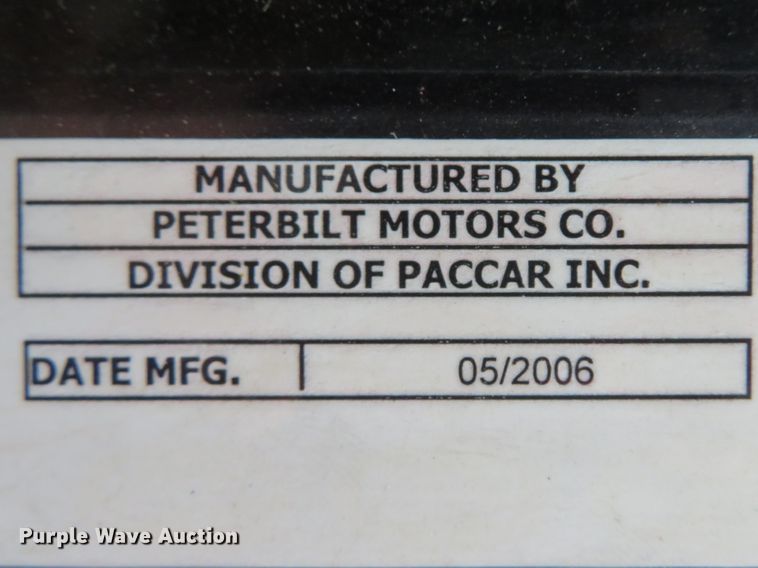 MANUFACTURED BY
PETERBILT MOTORS CO.
DIVISION OF PACCAR INC.
DATE MFG. 05/2006
Purple Wave Auction